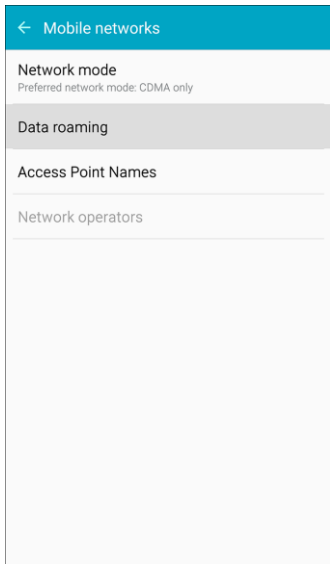 Mobile networks
Network mode
Preferred network mode: CDMA only
Data roaming
Access Point Names
Network operators